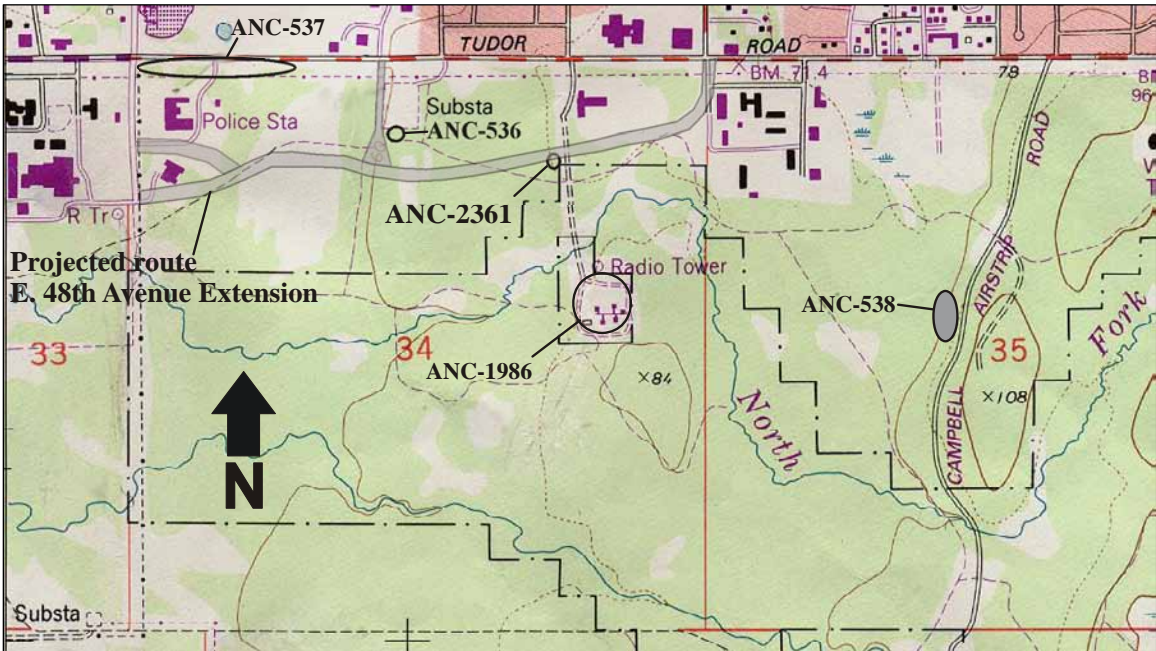 ANC-537
TUDOR ROAD
BM 71.4
78
96
Substa
ANC-536
Police Sta
ANC-2361
R Tr
Projected route
E. 48th Avenue Extension
Radio Tower
ANC-538
33
34
35
ANC-1986
×84
×108
CAMPBELL AIRSTRIP ROAD
North Fork
N
Substa